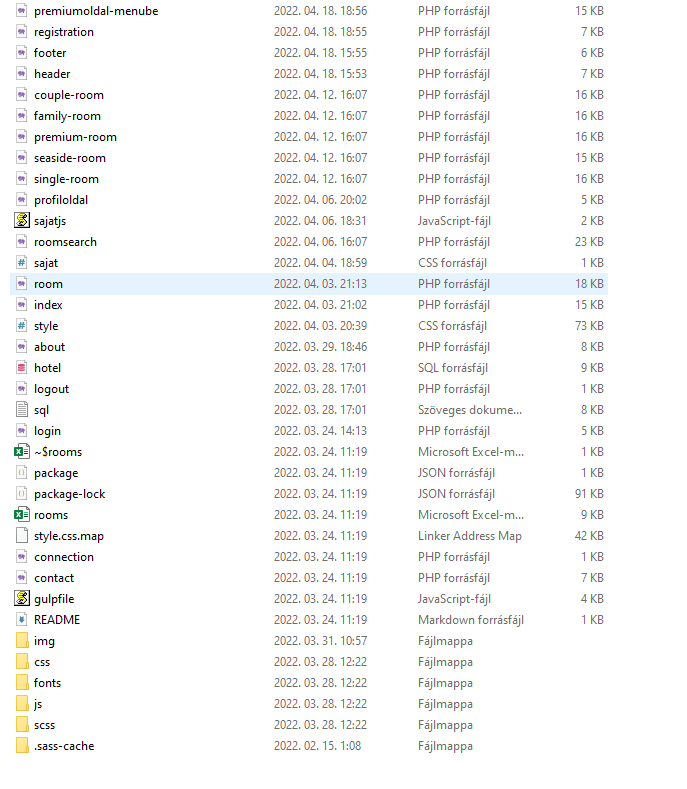 premiumoldal-menube 2022. 04. 18. 18:56 PHP forrásfájl 15 KB
registration 2022. 04. 18. 18:55 PHP forrásfájl 7 KB
footer 2022. 04. 18. 15:55 PHP forrásfájl 6 KB
header 2022. 04. 18. 15:53 PHP forrásfájl 7 KB
couple-room 2022. 04. 12. 16:07 PHP forrásfájl 16 KB
family-room 2022. 04. 12. 16:07 PHP forrásfájl 16 KB
premium-room 2022. 04. 12. 16:07 PHP forrásfájl 16 KB
seaside-room 2022. 04. 12. 16:07 PHP forrásfájl 15 KB
single-room 2022. 04. 12. 16:07 PHP forrásfájl 16 KB
profiloldal 2022. 04. 06. 20:02 PHP forrásfájl 5 KB
sajatjs 2022. 04. 06. 18:31 JavaScript-fájl 2 KB
roomsearch 2022. 04. 06. 16:07 PHP forrásfájl 23 KB
sajat 2022. 04. 04. 18:59 CSS forrásfájl 1 KB
room 2022. 04. 03. 21:13 PHP forrásfájl 18 KB
index 2022. 04. 03. 21:02 PHP forrásfájl 15 KB
style 2022. 04. 03. 20:39 CSS forrásfájl 73 KB
about 2022. 03. 29. 18:46 PHP forrásfájl 8 KB
hotel 2022. 03. 28. 17:01 SQL forrásfájl 9 KB
logout 2022. 03. 28. 17:01 PHP forrásfájl 1 KB
sql 2022. 03. 28. 17:01 Szöveges dokume... 8 KB
login 2022. 03. 24. 14:13 PHP forrásfájl 5 KB
~$rooms 2022. 03. 24. 11:19 Microsoft Excel-m... 1 KB
package 2022. 03. 24. 11:19 JSON forrásfájl 1 KB
package-lock 2022. 03. 24. 11:19 JSON forrásfájl 91 KB
rooms 2022. 03. 24. 11:19 Microsoft Excel-m... 9 KB
style.css.map 2022. 03. 24. 11:19 Linker Address Map 42 KB
connection 2022. 03. 24. 11:19 PHP forrásfájl 1 KB
contact 2022. 03. 24. 11:19 PHP forrásfájl 7 KB
gulpfile 2022. 03. 24. 11:19 JavaScript-fájl 4 KB
README 2022. 03. 24. 11:19 Markdown forrásfájl 1 KB
img 2022. 03. 31. 10:57 Fájlmappa
css 2022. 03. 28. 12:22 Fájlmappa
fonts 2022. 03. 28. 12:22 Fájlmappa
js 2022. 03. 28. 12:22 Fájlmappa
scss 2022. 03. 28. 12:22 Fájlmappa
.sass-cache 2022. 02. 15. 1:08 Fájlmappa